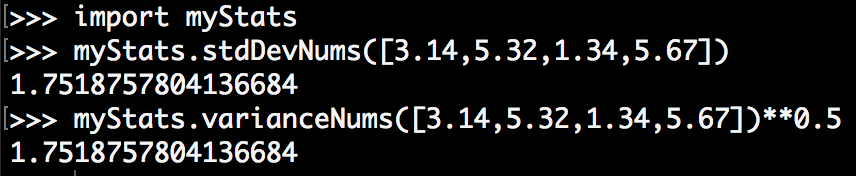 >>> import myStats
>>> myStats.stdDevNums([3.14,5.32,1.34,5.67])
1.7518757804136684
>>> myStats.varianceNums([3.14,5.32,1.34,5.67])**0.5
1.7518757804136684